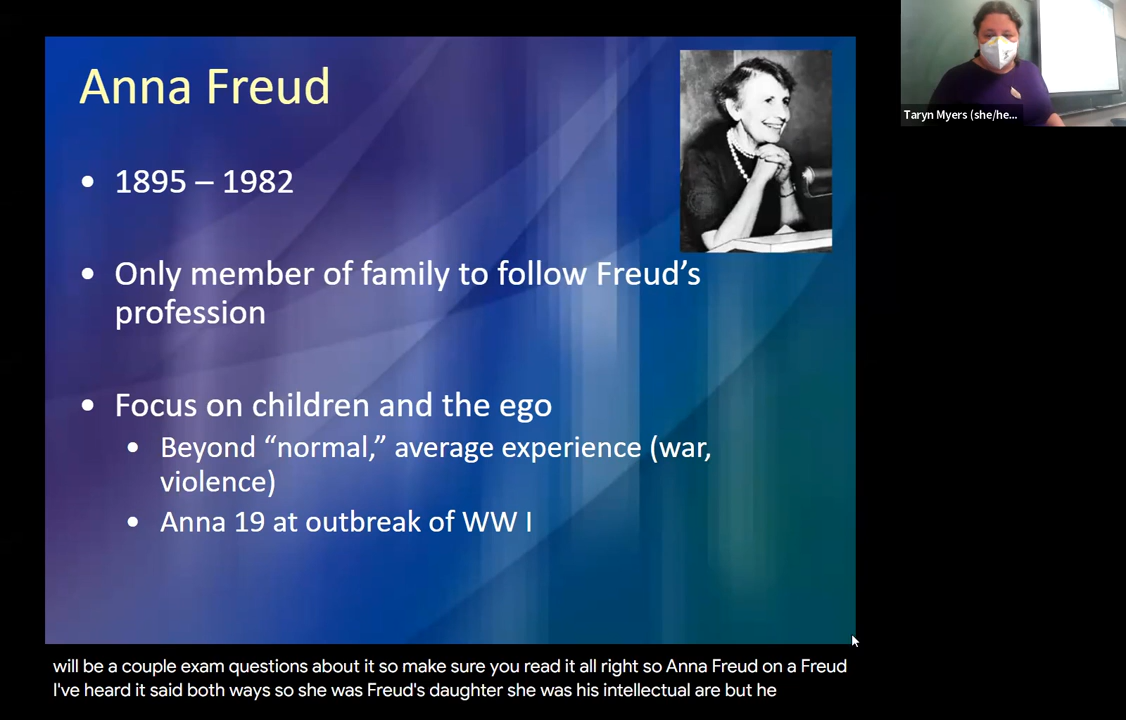 Anna Freud
• 1895 – 1982
• Only member of family to follow Freud's
profession
• Focus on children and the ego
• Beyond “normal,” average experience (war,
violence)
• Anna 19 at outbreak of WW I
Taryn Myers (she/he...
will be a couple exam questions about it so make sure you read it all right so Anna Freud on a Freud
I've heard it said both ways so she was Freud's daughter she was his intellectual are but he